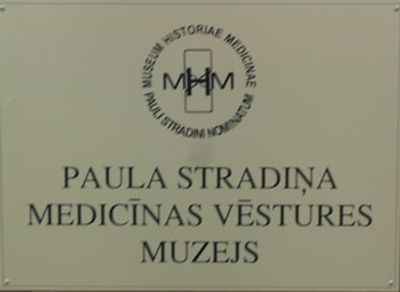 MUSEUM HISTORIAE MEDICINAE
PAULI STRADINI NOMINATUM
MHM
PAULA STRADIŅA
MEDICĪNAS VĒSTURES
MUZEJS